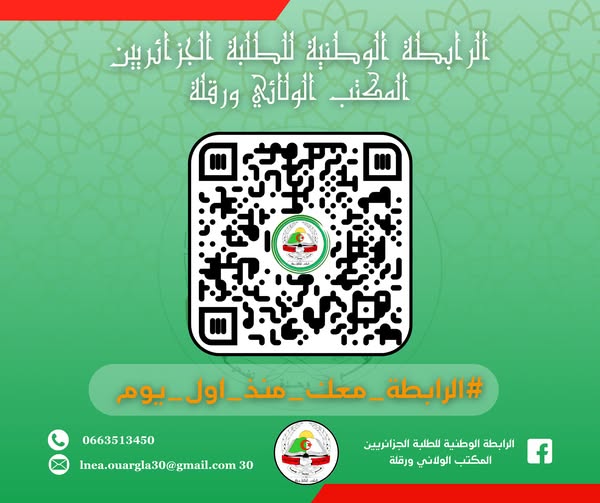 الرابطة الوطنية للطلبة الجزائريين
المكتب الولائي ورقلة
#الرابطة_معك_منذ_اول_يوم
0663513450
lnea.ouargla30@gmail.com 30
الرابطة الوطنية للطلبة الجزائريين
المكتب الولائي ورقلة